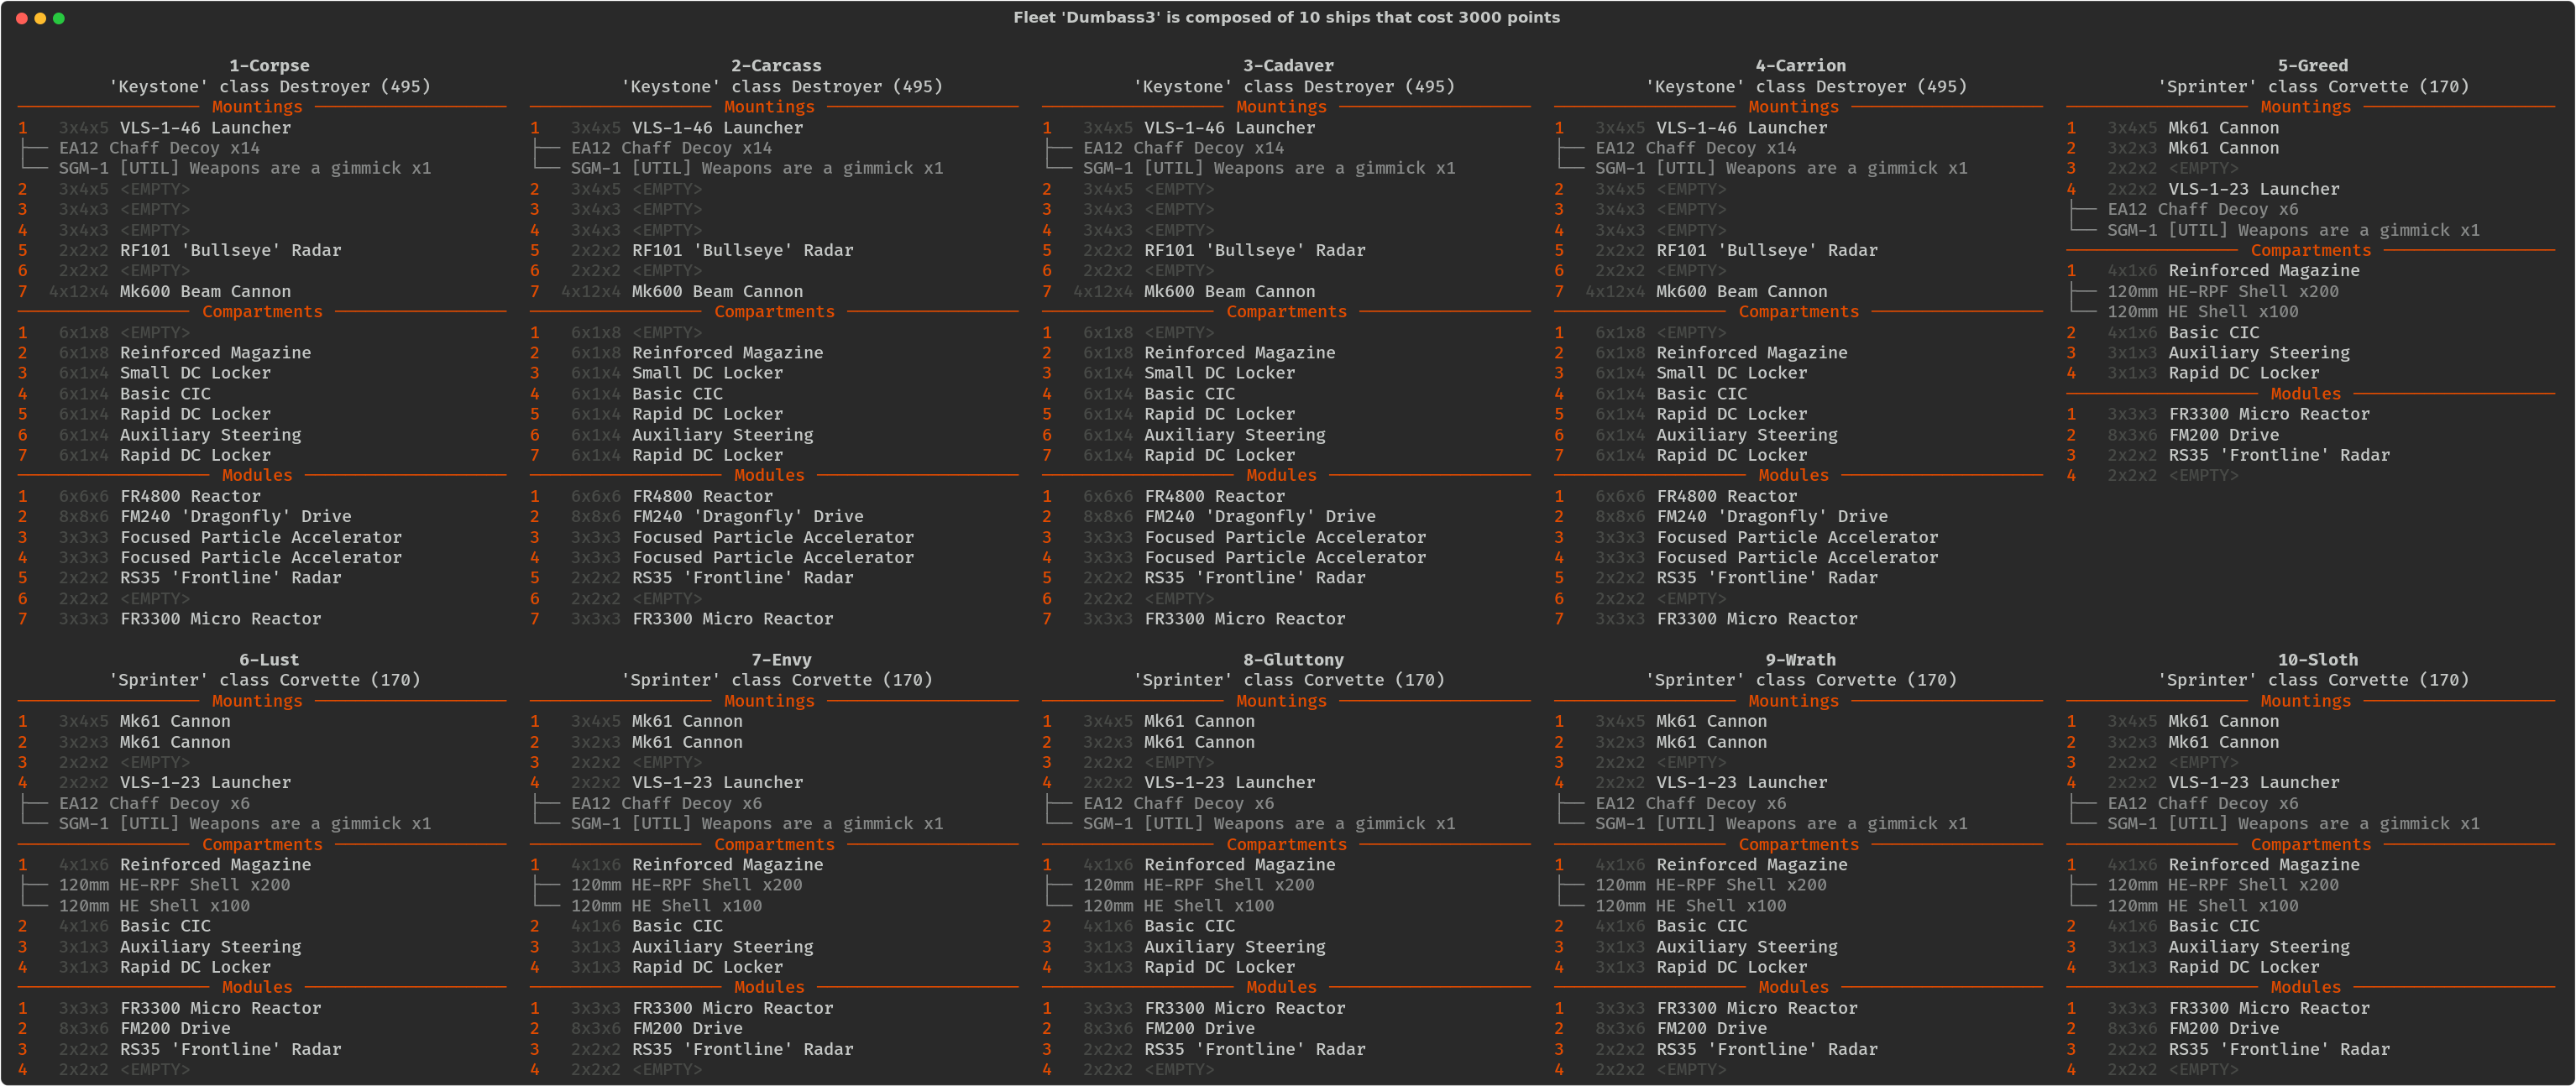 Fleet 'Dumbass3' is composed of 10 ships that cost 3000 points
1-Corpse
'Keystone' class Destroyer (495)
Mountings
1 3x4x5 VLS-1-46 Launcher
EA12 Chaff Decoy x14
SGM-1 [UTIL] Weapons are a gimmick x1
2 3x4x5 <EMPTY>
3 3x4x3 <EMPTY>
4 3x4x3 <EMPTY>
5 2x2x2 RF101 'Bullseye' Radar
6 2x2x2 <EMPTY>
7 4x12x4 Mk600 Beam Cannon
Compartments
1 6x1x8 <EMPTY>
2 6x1x8 Reinforced Magazine
3 6x1x4 Small DC Locker
4 6x1x4 Basic CIC
5 6x1x4 Rapid DC Locker
6 6x1x4 Auxiliary Steering
7 6x1x4 Rapid DC Locker
Modules
1 6x6x6 FR4800 Reactor
2 8x8x6 FM240 'Dragonfly' Drive
3 3x3x3 Focused Particle Accelerator
4 3x3x3 Focused Particle Accelerator
5 2x2x2 RS35 'Frontline' Radar
6 2x2x2 <EMPTY>
7 3x3x3 FR3300 Micro Reactor
2-Carcass
'Keystone' class Destroyer (495)
Mountings
1 3x4x5 VLS-1-46 Launcher
EA12 Chaff Decoy x14
SGM-1 [UTIL] Weapons are a gimmick x1
2 3x4x5 <EMPTY>
3 3x4x3 <EMPTY>
4 3x4x3 <EMPTY>
5 2x2x2 RF101 'Bullseye' Radar
6 2x2x2 <EMPTY>
7 4x12x4 Mk600 Beam Cannon
Compartments
1 6x1x8 <EMPTY>
2 6x1x8 Reinforced Magazine
3 6x1x4 Small DC Locker
4 6x1x4 Basic CIC
5 6x1x4 Rapid DC Locker
6 6x1x4 Auxiliary Steering
7 6x1x4 Rapid DC Locker
Modules
1 6x6x6 FR4800 Reactor
2 8x8x6 FM240 'Dragonfly' Drive
3 3x3x3 Focused Particle Accelerator
4 3x3x3 Focused Particle Accelerator
5 2x2x2 RS35 'Frontline' Radar
6 2x2x2 <EMPTY>
7 3x3x3 FR3300 Micro Reactor
3-Cadaver
'Keystone' class Destroyer (495)
Mountings
1 3x4x5 VLS-1-46 Launcher
EA12 Chaff Decoy x14
SGM-1 [UTIL] Weapons are a gimmick x1
2 3x4x5 <EMPTY>
3 3x4x3 <EMPTY>
4 3x4x3 <EMPTY>
5 2x2x2 RF101 'Bullseye' Radar
6 2x2x2 <EMPTY>
7 4x12x4 Mk600 Beam Cannon
Compartments
1 6x1x8 <EMPTY>
2 6x1x8 Reinforced Magazine
3 6x1x4 Small DC Locker
4 6x1x4 Basic CIC
5 6x1x4 Rapid DC Locker
6 6x1x4 Auxiliary Steering
7 6x1x4 Rapid DC Locker
Modules
1 6x6x6 FR4800 Reactor
2 8x8x6 FM240 'Dragonfly' Drive
3 3x3x3 Focused Particle Accelerator
4 3x3x3 Focused Particle Accelerator
5 2x2x2 RS35 'Frontline' Radar
6 2x2x2 <EMPTY>
7 3x3x3 FR3300 Micro Reactor
4-Carrion
'Keystone' class Destroyer (495)
Mountings
1 3x4x5 VLS-1-46 Launcher
EA12 Chaff Decoy x14
SGM-1 [UTIL] Weapons are a gimmick x1
2 3x4x5 <EMPTY>
3 3x4x3 <EMPTY>
4 3x4x3 <EMPTY>
5 2x2x2 RF101 'Bullseye' Radar
6 2x2x2 <EMPTY>
7 4x12x4 Mk600 Beam Cannon
Compartments
1 6x1x8 <EMPTY>
2 6x1x8 Reinforced Magazine
3 6x1x4 Small DC Locker
4 6x1x4 Basic CIC
5 6x1x4 Rapid DC Locker
6 6x1x4 Auxiliary Steering
7 6x1x4 Rapid DC Locker
Modules
1 6x6x6 FR4800 Reactor
2 8x8x6 FM240 'Dragonfly' Drive
3 3x3x3 Focused Particle Accelerator
4 3x3x3 Focused Particle Accelerator
5 2x2x2 RS35 'Frontline' Radar
6 2x2x2 <EMPTY>
7 3x3x3 FR3300 Micro Reactor
5-Greed
'Sprinter' class Corvette (170)
Mountings
1 3x4x5 Mk61 Cannon
2 3x2x3 Mk61 Cannon
3 2x2x2 <EMPTY>
4 2x2x2 VLS-1-23 Launcher
EA12 Chaff Decoy x6
SGM-1 [UTIL] Weapons are a gimmick x1
Compartments
1 4x1x6 Reinforced Magazine
120mm HE-RPF Shell x200
120mm HE Shell x100
2 4x1x6 Basic CIC
3 3x1x3 Auxiliary Steering
4 3x1x3 Rapid DC Locker
Modules
1 3x3x3 FR3300 Micro Reactor
2 8x3x6 FM200 Drive
3 2x2x2 RS35 'Frontline' Radar
4 2x2x2 <EMPTY>
6-Lust
'Sprinter' class Corvette (170)
Mountings
1 3x4x5 Mk61 Cannon
2 3x2x3 Mk61 Cannon
3 2x2x2 <EMPTY>
4 2x2x2 VLS-1-23 Launcher
EA12 Chaff Decoy x6
SGM-1 [UTIL] Weapons are a gimmick x1
Compartments
1 4x1x6 Reinforced Magazine
120mm HE-RPF Shell x200
120mm HE Shell x100
2 4x1x6 Basic CIC
3 3x1x3 Auxiliary Steering
4 3x1x3 Rapid DC Locker
Modules
1 3x3x3 FR3300 Micro Reactor
2 8x3x6 FM200 Drive
3 2x2x2 RS35 'Frontline' Radar
4 2x2x2 <EMPTY>
7-Envy
'Sprinter' class Corvette (170)
Mountings
1 3x4x5 Mk61 Cannon
2 3x2x3 Mk61 Cannon
3 2x2x2 <EMPTY>
4 2x2x2 VLS-1-23 Launcher
EA12 Chaff Decoy x6
SGM-1 [UTIL] Weapons are a gimmick x1
Compartments
1 4x1x6 Reinforced Magazine
120mm HE-RPF Shell x200
120mm HE Shell x100
2 4x1x6 Basic CIC
3 3x1x3 Auxiliary Steering
4 3x1x3 Rapid DC Locker
Modules
1 3x3x3 FR3300 Micro Reactor
2 8x3x6 FM200 Drive
3 2x2x2 RS35 'Frontline' Radar
4 2x2x2 <EMPTY>
8-Gluttony
'Sprinter' class Corvette (170)
Mountings
1 3x4x5 Mk61 Cannon
2 3x2x3 Mk61 Cannon
3 2x2x2 <EMPTY>
4 2x2x2 VLS-1-23 Launcher
EA12 Chaff Decoy x6
SGM-1 [UTIL] Weapons are a gimmick x1
Compartments
1 4x1x6 Reinforced Magazine
120mm HE-RPF Shell x200
120mm HE Shell x100
2 4x1x6 Basic CIC
3 3x1x3 Auxiliary Steering
4 3x1x3 Rapid DC Locker
Modules
1 3x3x3 FR3300 Micro Reactor
2 8x3x6 FM200 Drive
3 2x2x2 RS35 'Frontline' Radar
4 2x2x2 <EMPTY>
9-Wrath
'Sprinter' class Corvette (170)
Mountings
1 3x4x5 Mk61 Cannon
2 3x2x3 Mk61 Cannon
3 2x2x2 <EMPTY>
4 2x2x2 VLS-1-23 Launcher
EA12 Chaff Decoy x6
SGM-1 [UTIL] Weapons are a gimmick x1
Compartments
1 4x1x6 Reinforced Magazine
120mm HE-RPF Shell x200
120mm HE Shell x100
2 4x1x6 Basic CIC
3 3x1x3 Auxiliary Steering
4 3x1x3 Rapid DC Locker
Modules
1 3x3x3 FR3300 Micro Reactor
2 8x3x6 FM200 Drive
3 2x2x2 RS35 'Frontline' Radar
4 2x2x2 <EMPTY>
10-Sloth
'Sprinter' class Corvette (170)
Mountings
1 3x4x5 Mk61 Cannon
2 3x2x3 Mk61 Cannon
3 2x2x2 <EMPTY>
4 2x2x2 VLS-1-23 Launcher
EA12 Chaff Decoy x6
SGM-1 [UTIL] Weapons are a gimmick x1
Compartments
1 4x1x6 Reinforced Magazine
120mm HE-RPF Shell x200
120mm HE Shell x100
2 4x1x6 Basic CIC
3 3x1x3 Auxiliary Steering
4 3x1x3 Rapid DC Locker
Modules
1 3x3x3 FR3300 Micro Reactor
2 8x3x6 FM200 Drive
3 2x2x2 RS35 'Frontline' Radar
4 2x2x2 <EMPTY>